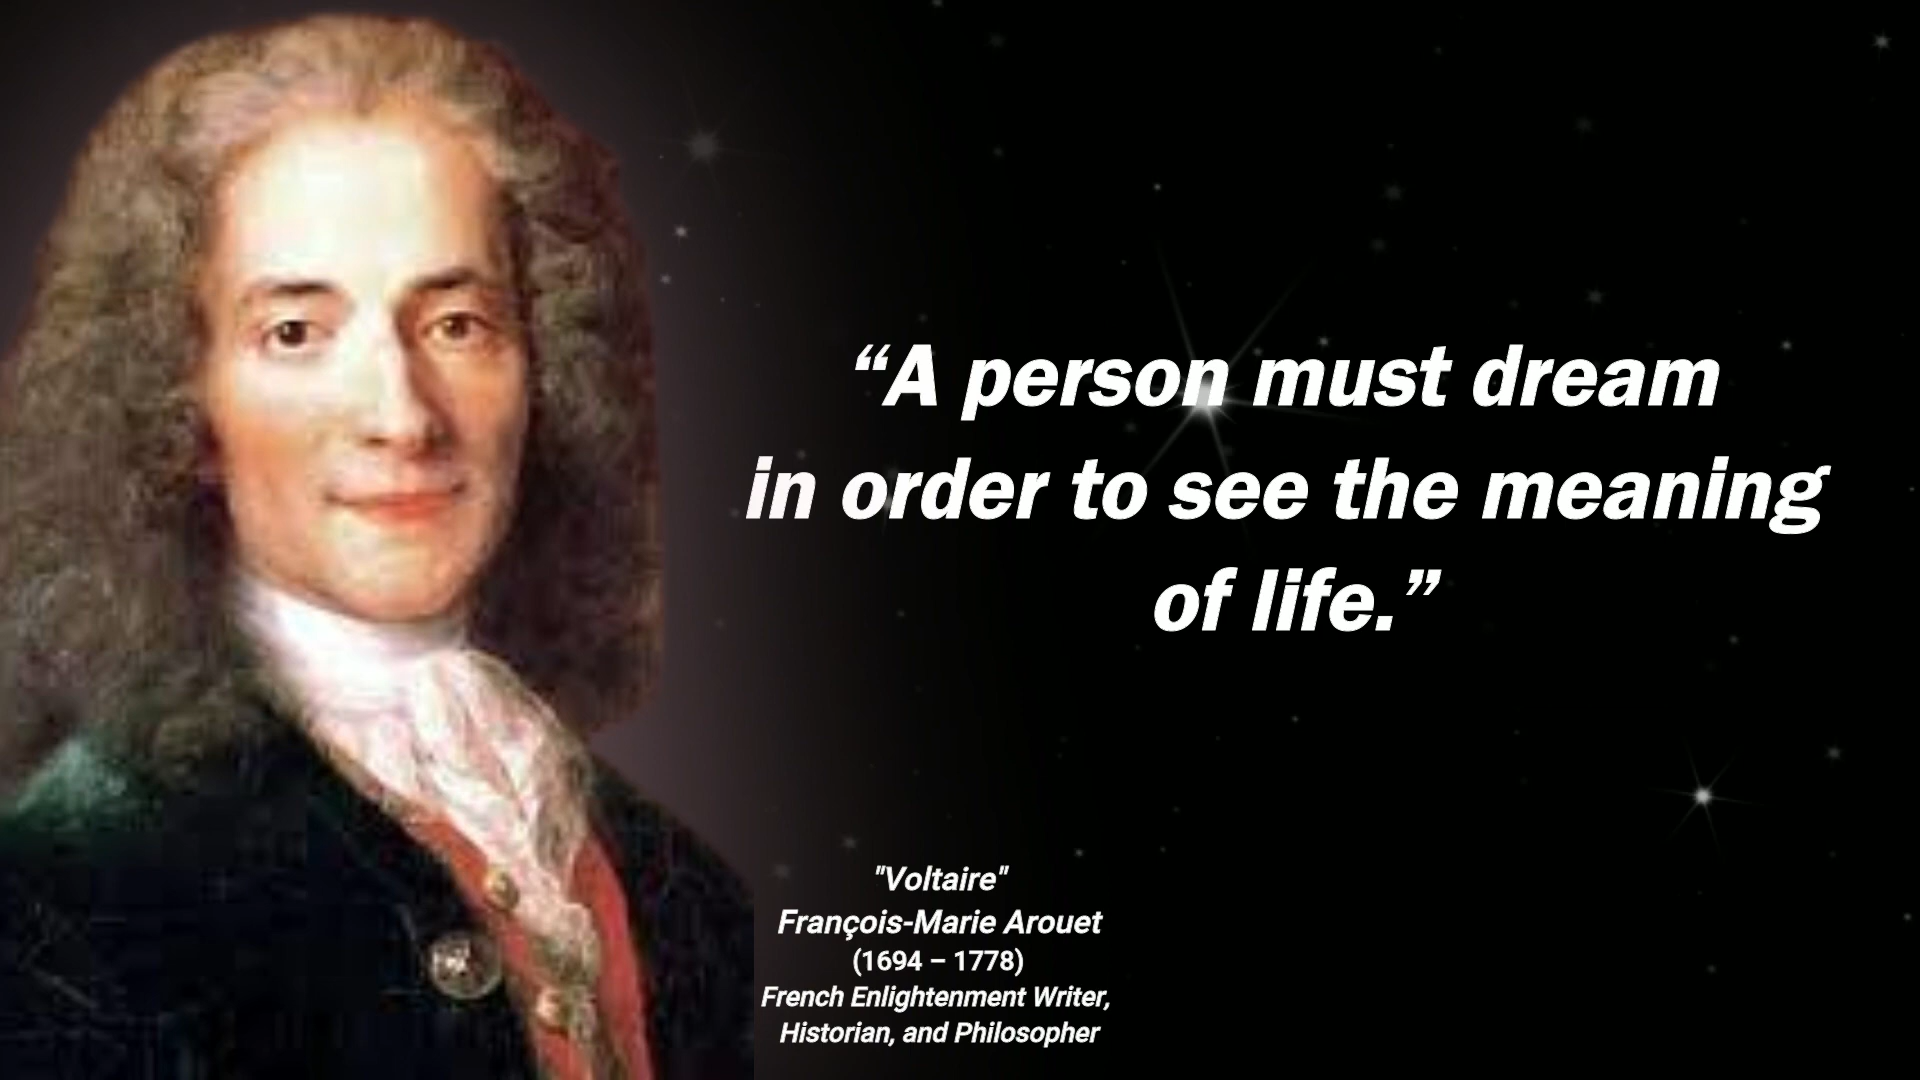 “A person must dream
in order to see the meaning
of life.”
"Voltaire"
François-Marie Arouet
(1694 – 1778)
French Enlightenment Writer,
Historian, and Philosopher